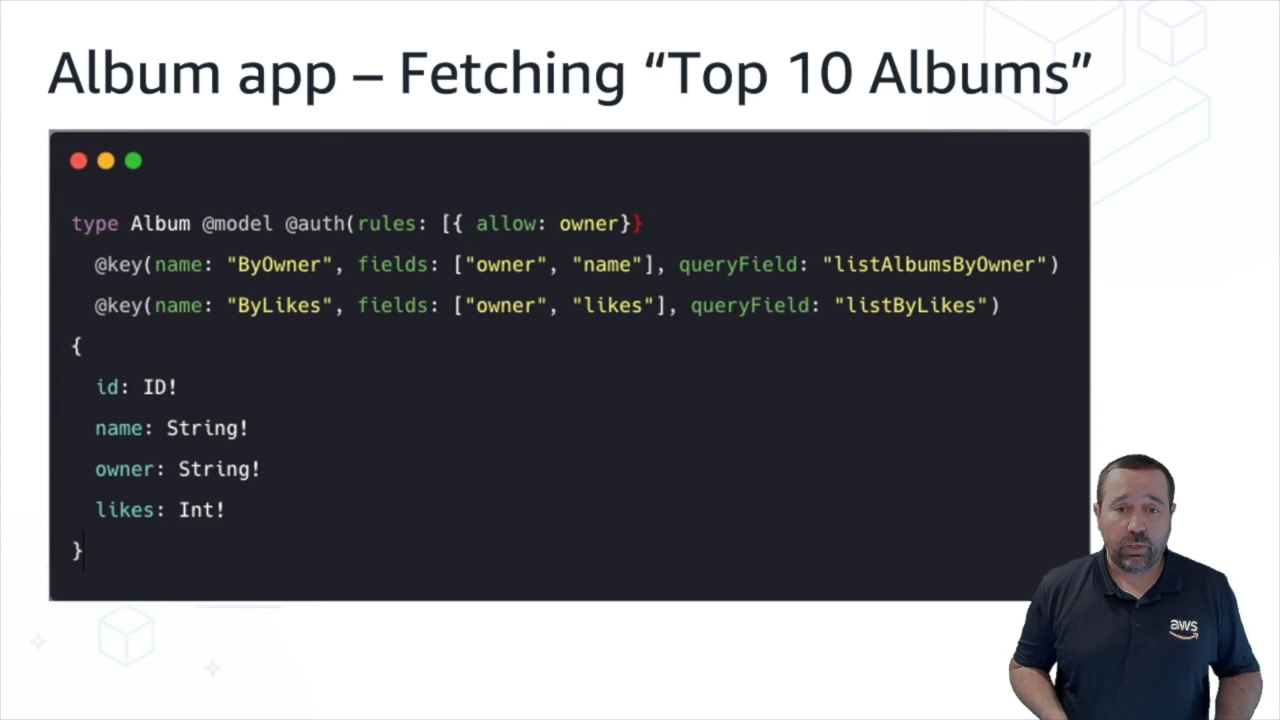 Album app – Fetching “Top 10 Albums”
type Album @model @auth(rules: [{ allow: owner}}
@key(name: "ByOwner", fields: ["owner", "name"], queryField: "listAlbumsByOwner")
@key(name: "ByLikes", fields: ["owner", "likes"], queryField: "listByLikes")
{
id: ID!
name: String!
owner: String!
likes: Int!
}
aws